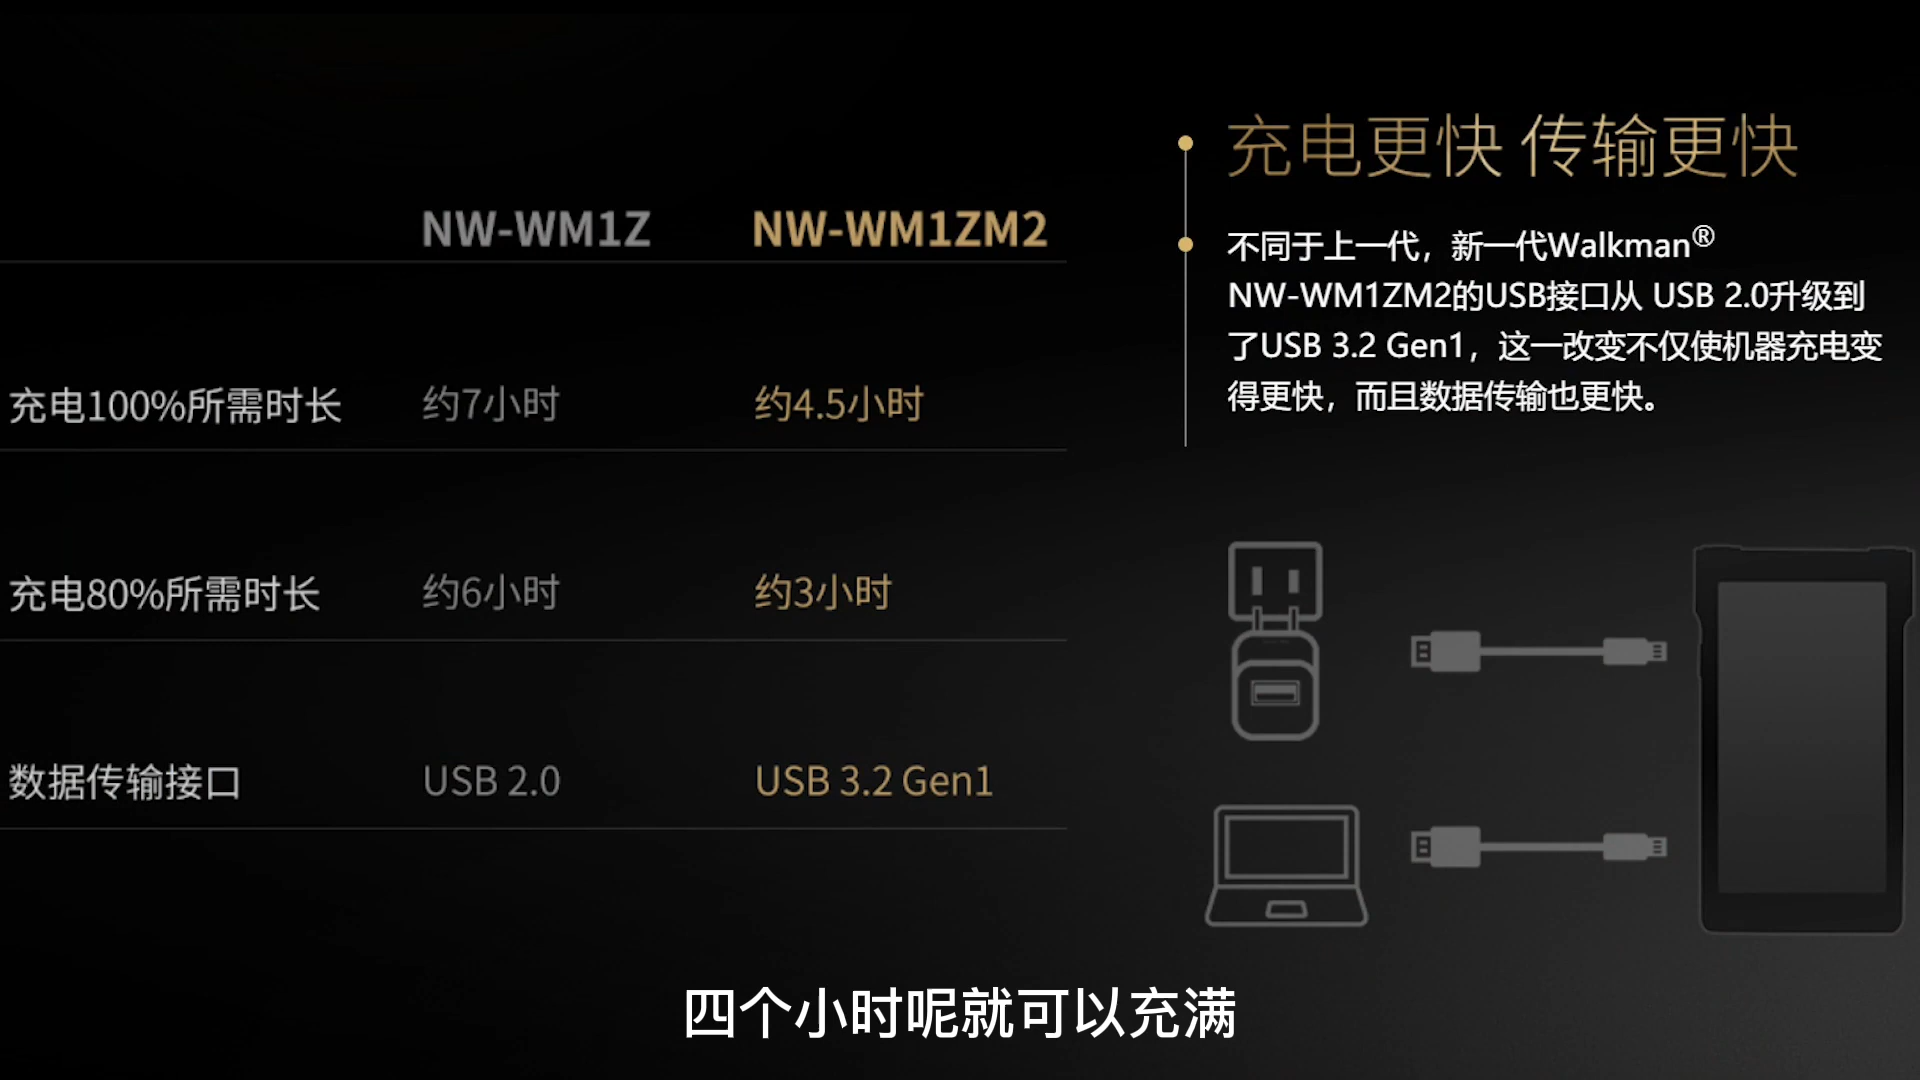 NW-WM1Z NW-WM1ZM2
充电100%所需时长 约7小时 约4.5小时
充电80%所需时长 约6小时 约3小时
数据传输接口 USB 2.0 USB 3.2 Gen1
充电更快 传输更快
不同于上一代，新一代Walkman®
NW-WM1ZM2的USB接口从 USB 2.0升级到
了USB 3.2 Gen1，这一改变不仅使机器充电变
得更快，而且数据传输也更快。
四个小时呢就可以充满